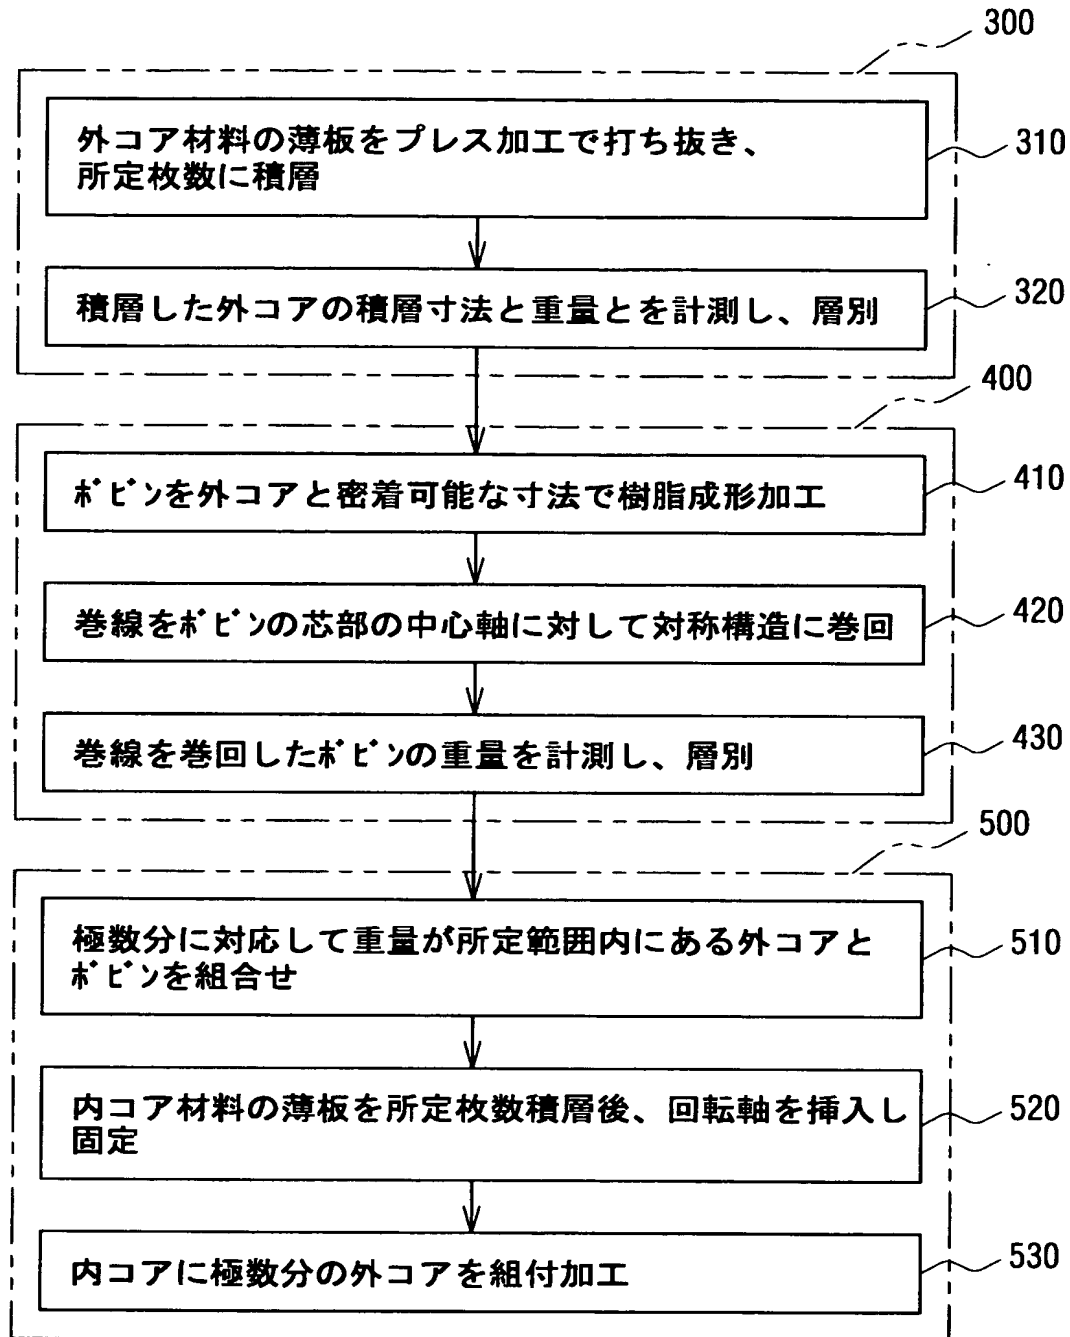 300
外コア材料の薄板をプレス加工で打ち抜き、
所定枚数に積層
310
積層した外コアの積層寸法と重量とを計測し、層別
320
400
ﾎﾞﾋﾞﾝを外コアと密着可能な寸法で樹脂成形加工
410
巻線をﾎﾞﾋﾞﾝの芯部の中心軸に対して対称構造に巻回
420
巻線を巻回したﾎﾞﾋﾞﾝの重量を計測し、層別
430
500
極数分に対応して重量が所定範囲内にある外コアと
ﾎﾞﾋﾞﾝを組合せ
510
内コア材料の薄板を所定枚数積層後、回転軸を挿入し
固定
520
内コアに極数分の外コアを組付加工
530